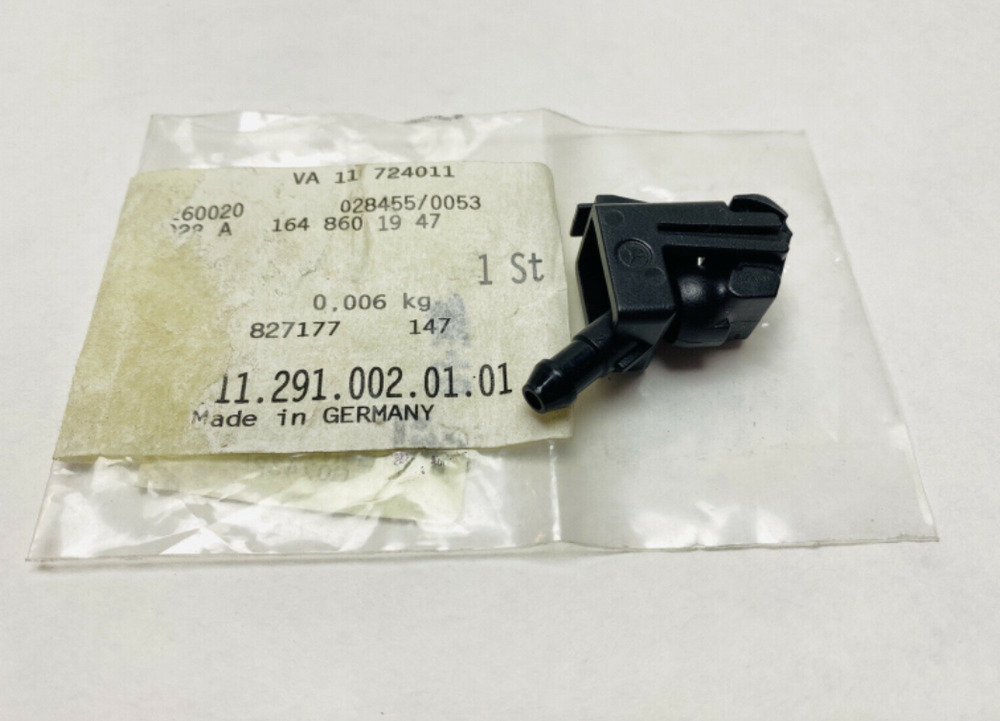 VA 11 724011
60020 028455/0053
A 164 860 19 47
1 St
0,006 kg
827177 147
11.291.002.01.01
Made in GERMANY